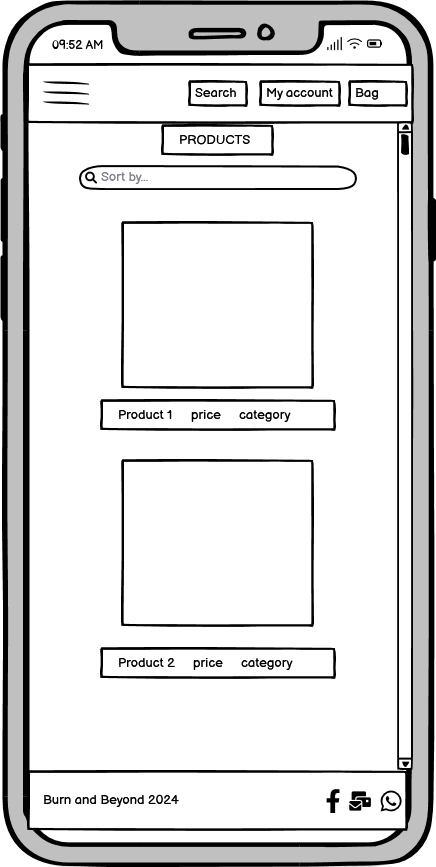 09:52 AM
Search My account Bag
PRODUCTS
Sort by...
Product 1 price category
Product 2 price category
Burn and Beyond 2024